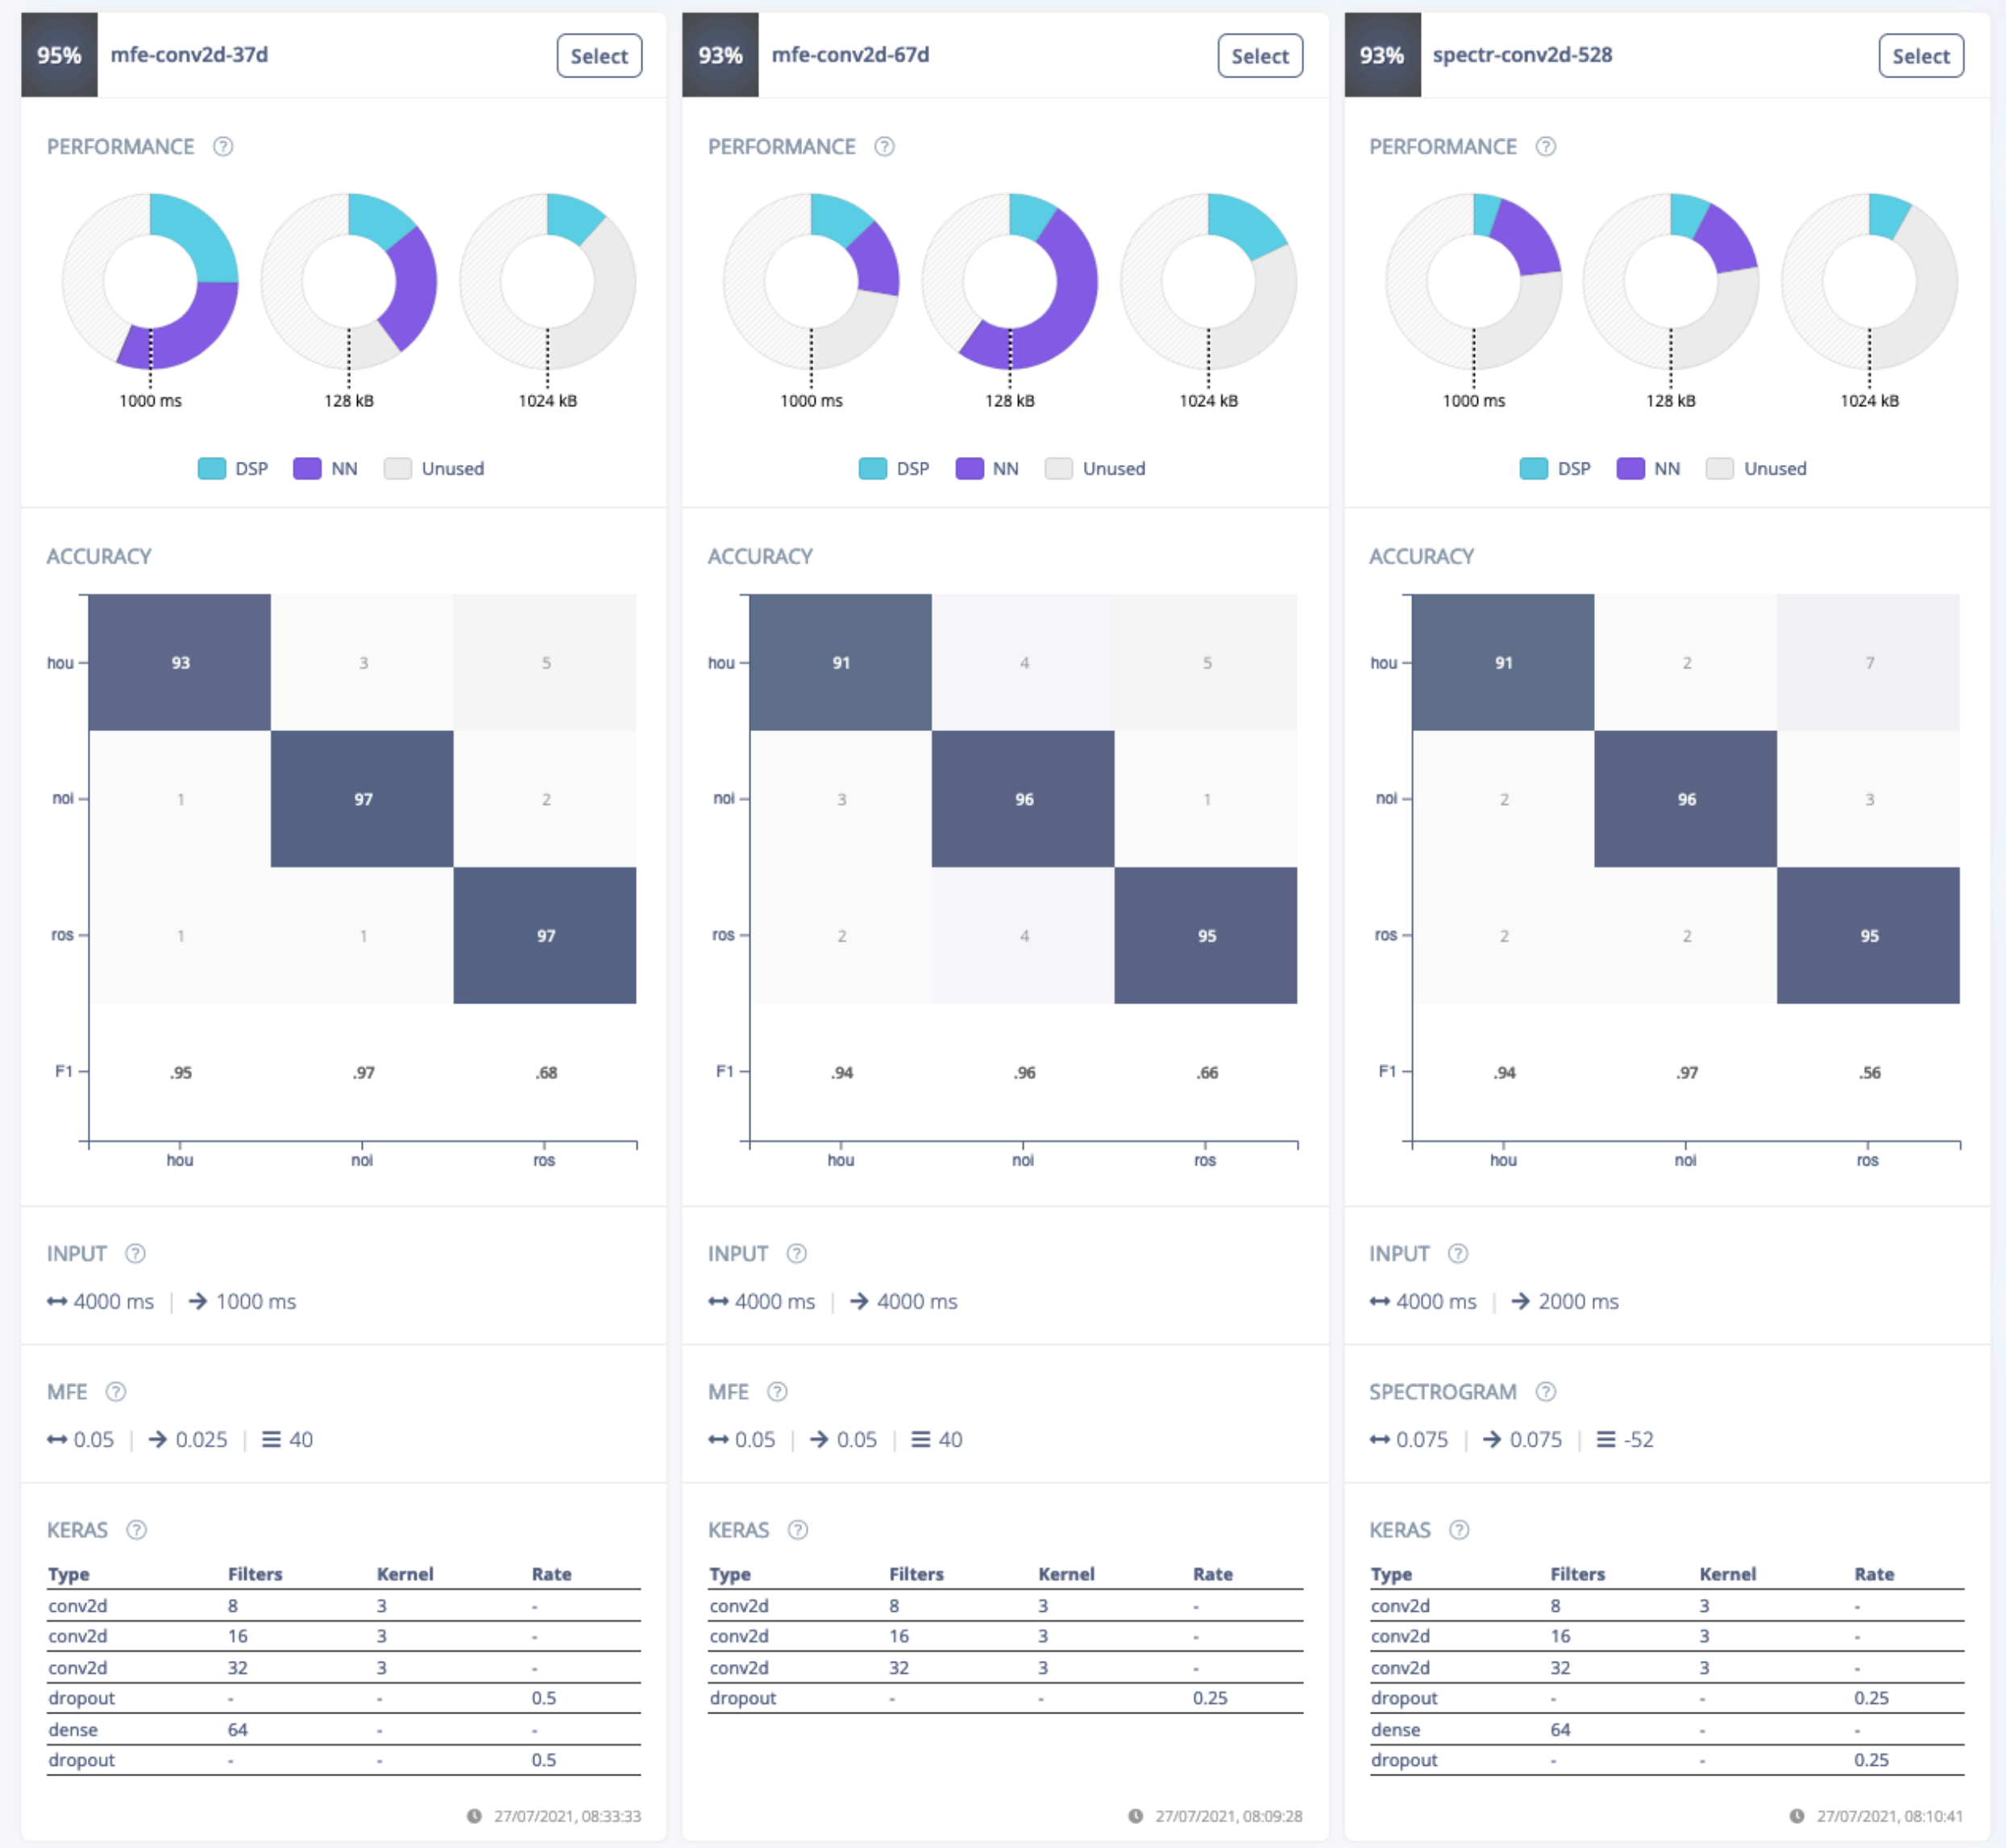 95% mfe-conv2d-37d Select
PERFORMANCE ?
1000 ms 128 kB 1024 kB
DSP NN Unused
ACCURACY
hou 93 3 5
noi 1 97 2
ros 1 1 97
F1 .95 .97 .68
hou noi ros
INPUT ?
4000 ms | 1000 ms
MFE ?
0.05 | 0.025 | 40
KERAS ?
Type Filters Kernel Rate
conv2d 8 3 -
conv2d 16 3 -
conv2d 32 3 -
dropout - - 0.5
dense 64 - -
dropout - - 0.5
27/07/2021, 08:33:33
93% mfe-conv2d-67d Select
PERFORMANCE ?
1000 ms 128 kB 1024 kB
DSP NN Unused
ACCURACY
hou 91 4 5
noi 3 96 1
ros 2 4 95
F1 .94 .96 .66
hou noi ros
INPUT ?
4000 ms | 4000 ms
MFE ?
0.05 | 0.05 | 40
KERAS ?
Type Filters Kernel Rate
conv2d 8 3 -
conv2d 16 3 -
conv2d 32 3 -
dropout - - 0.25
27/07/2021, 08:09:28
93% spectr-conv2d-528 Select
PERFORMANCE ?
1000 ms 128 kB 1024 kB
DSP NN Unused
ACCURACY
hou 91 2 7
noi 2 96 3
ros 2 2 95
F1 .94 .97 .56
hou noi ros
INPUT ?
4000 ms | 2000 ms
SPECTROGRAM ?
0.075 | 0.075 | -52
KERAS ?
Type Filters Kernel Rate
conv2d 8 3 -
conv2d 16 3 -
conv2d 32 3 -
dropout - - 0.25
dense 64 - -
dropout - - 0.25
27/07/2021, 08:10:41